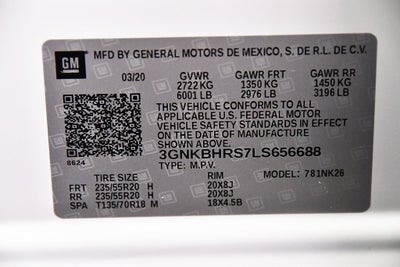 GM
MFD BY GENERAL MOTORS DE MEXICO, S. DE R.L. DE C.V.
03/20 GVWR GAWR FRT GAWR RR
2722 KG 1350 KG 1450 KG
6001 LB 2976 LB 3196 LB
THIS VEHICLE CONFORMS TO ALL
APPLICABLE U.S. FEDERAL MOTOR
VEHICLE SAFETY STANDARDS IN EFFECT
ON THE DATE OF MANUFACTURE
SHOWN ABOVE.
3GNKBHRS7LS656688
0624
TYPE: M.P.V. MODEL: 781NK26
TIRE SIZE RIM
FRT 235/55R20 H 20X8J
RR 235/55R20 H 20X8J
SPA T135/70R18 M 18X4.5B